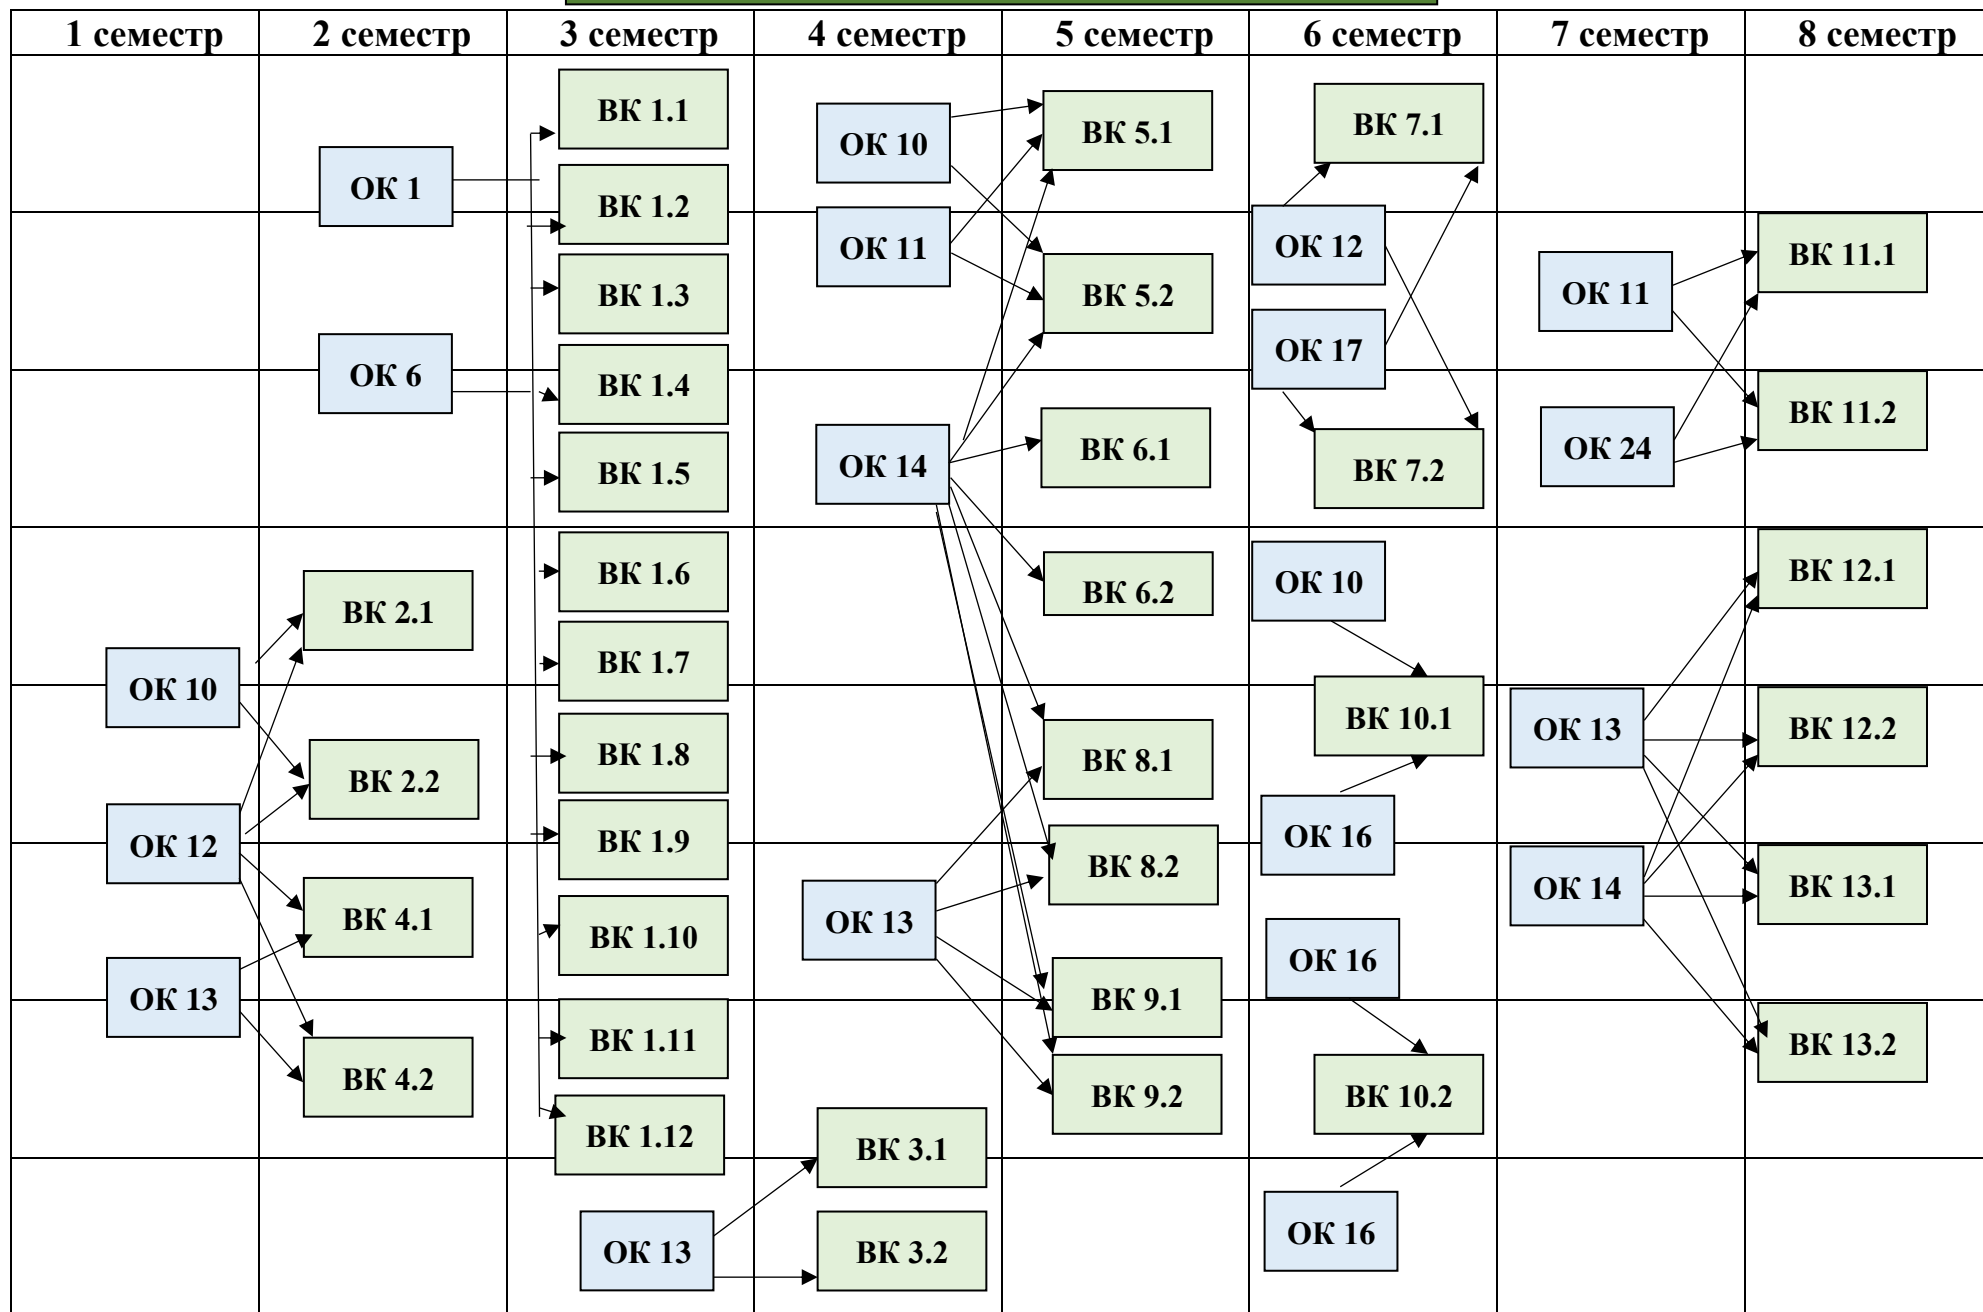 1 семестр
2 семестр
3 семестр
4 семестр
5 семестр
6 семестр
7 семестр
8 семестр
ОК 10
ОК 12
ОК 13
ОК 1
ОК 6
ВК 2.1
ВК 2.2
ВК 4.1
ВК 4.2
ВК 1.1
ВК 1.2
ВК 1.3
ВК 1.4
ВК 1.5
ВК 1.6
ВК 1.7
ВК 1.8
ВК 1.9
ВК 1.10
ВК 1.11
ВК 1.12
ОК 13
ОК 10
ОК 11
ОК 14
ОК 13
ВК 3.1
ВК 3.2
ВК 5.1
ВК 5.2
ВК 6.1
ВК 6.2
ВК 8.1
ВК 8.2
ВК 9.1
ВК 9.2
ВК 7.1
ОК 12
ОК 17
ВК 7.2
ОК 10
ВК 10.1
ОК 16
ОК 16
ВК 10.2
ОК 16
ОК 11
ОК 24
ОК 13
ОК 14
ВК 11.1
ВК 11.2
ВК 12.1
ВК 12.2
ВК 13.1
ВК 13.2